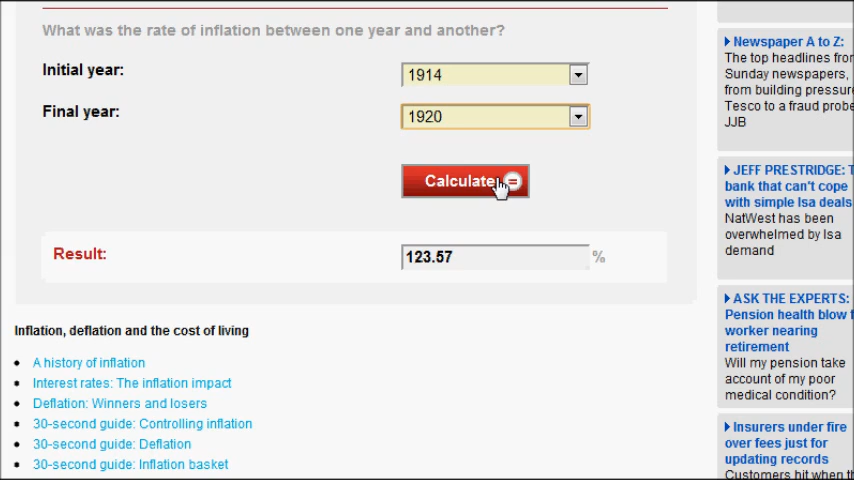 What was the rate of inflation between one year and another?
Initial year:
1914
Final year:
1920
Calculate
Result:
123.57
%
Inflation, deflation and the cost of living
A history of inflation
Interest rates: The inflation impact
Deflation: Winners and losers
30-second guide: Controlling inflation
30-second guide: Deflation
30-second guide: Inflation basket
Newspaper A to Z:
The top headlines from
Sunday newspapers,
from building pressure
Tesco to a fraud probe
JJB
JEFF PRESTRIDGE:
bank that can't cope
with simple Isa deals
NatWest has been
overwhelmed by Isa
demand
ASK THE EXPERTS:
Pension health blow
worker nearing
retirement
Will my pension take
account of my poor
medical condition?
Insurers under fire
over fees just for
updating records
Customers hit when